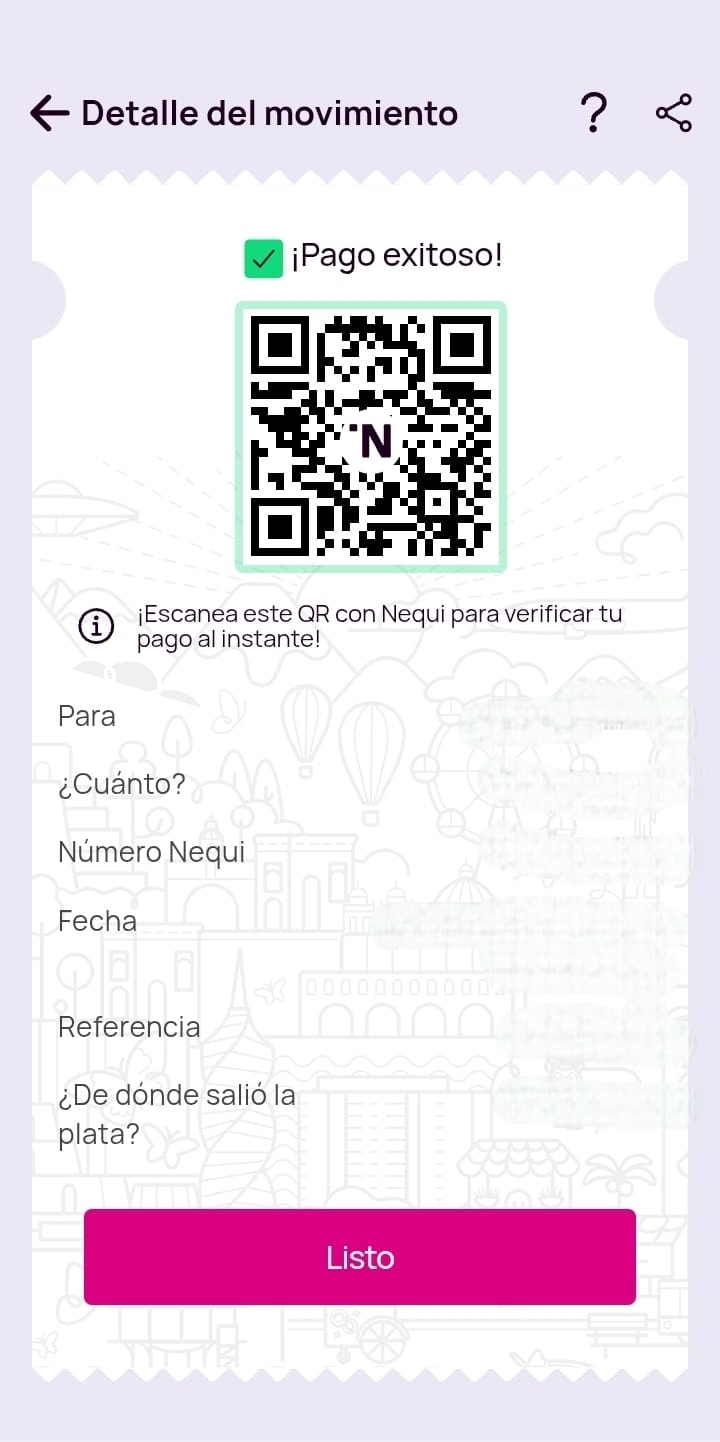 Detalle del movimiento
¡Pago exitoso!
N
¡Escanea este QR con Nequi para verificar tu
pago al instante!
Para
¿Cuánto?
Número Nequi
Fecha
Referencia
¿De dónde salió la
plata?
Listo